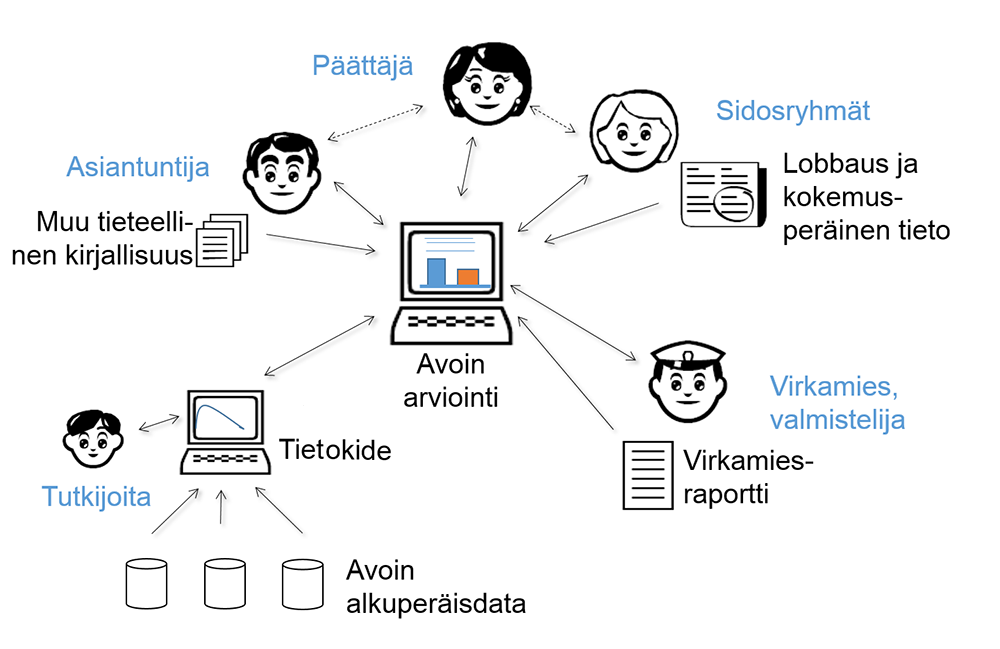 Päättäjä
Sidosryhmät
Asiantuntija
Lobbaus ja
kokemus-
peräinen tieto
Muu tieteelli-
nen kirjallisuus
Avoin
arviointi
Virkamies,
valmistelija
Virkamies-
raportti
Tietokide
Tutkijoita
Avoin
alkuperäisdata